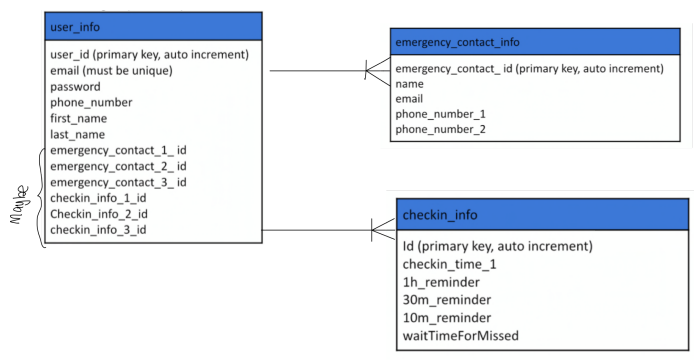 user_info
user_id (primary key, auto increment)
email (must be unique)
password
phone_number
first_name
last_name
emergency_contact_1_ id
emergency_contact_2_ id
emergency_contact_3_ id
checkin_info_1_id
Checkin_info_2_id
checkin_info_3_id
Maybe
emergency_contact_info
emergency_contact_ id (primary key, auto increment)
name
email
phone_number_1
phone_number_2
checkin_info
Id (primary key, auto increment)
checkin_time_1
1h_reminder
30m_reminder
10m_reminder
waitTimeForMissed